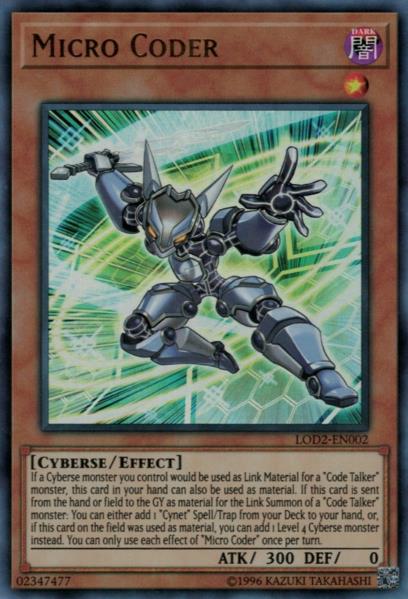 MICRO CODER
DARK
闇
LOD2-EN002
[CYBERSE/EFFECT]
If a Cyberse monster you control would be used as Link Material for a "Code Talker"
monster, this card in your hand can also be used as material. If this card is sent
from the hand or field to the GY as material for the Link Summon of a "Code Talker"
monster: You can either add 1 "Cynet" Spell/Trap from your Deck to your hand, or,
if this card on the field was used as material, you can add 1 Level 4 Cyberse monster
instead. You can only use each effect of "Micro Coder" once per turn.
ATK/ 300 DEF/ 0
02347477 ©1996 KAZUKI TAKAHASHI